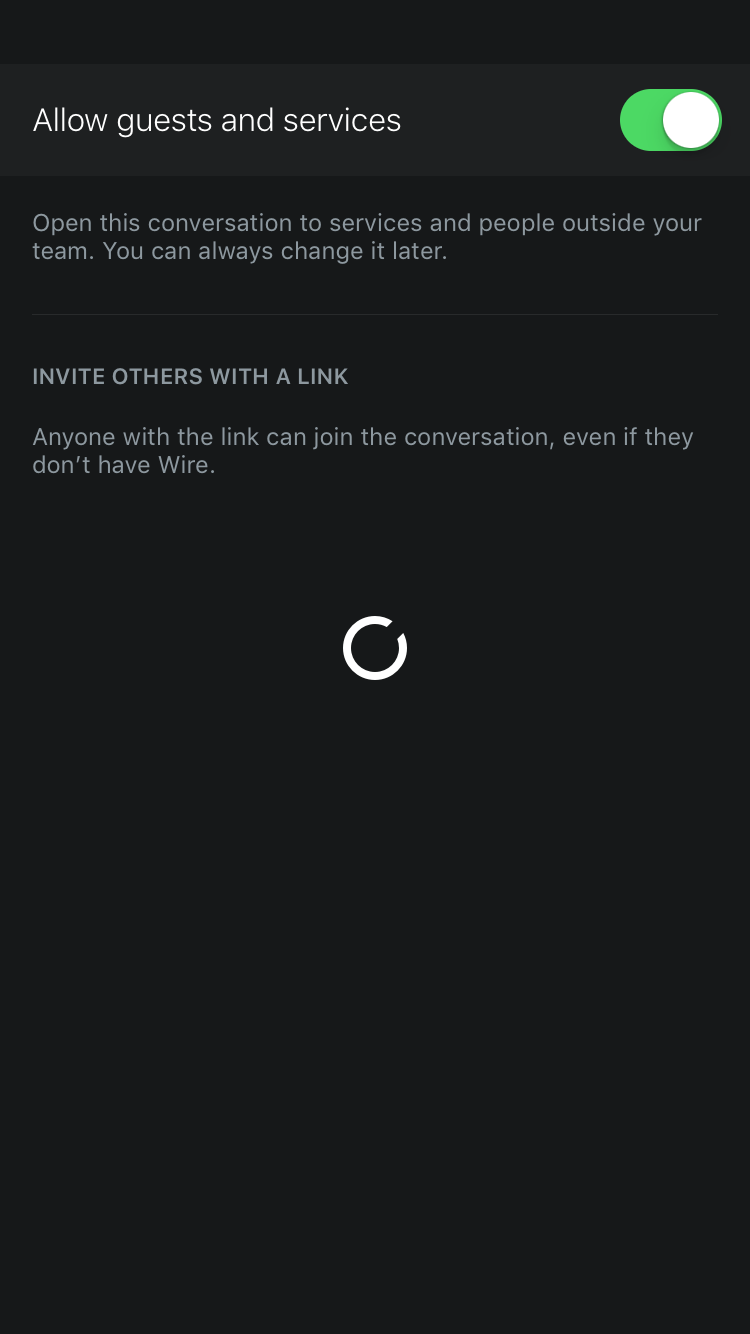 Allow guests and services
Open this conversation to services and people outside your
team. You can always change it later.
INVITE OTHERS WITH A LINK
Anyone with the link can join the conversation, even if they
don’t have Wire.